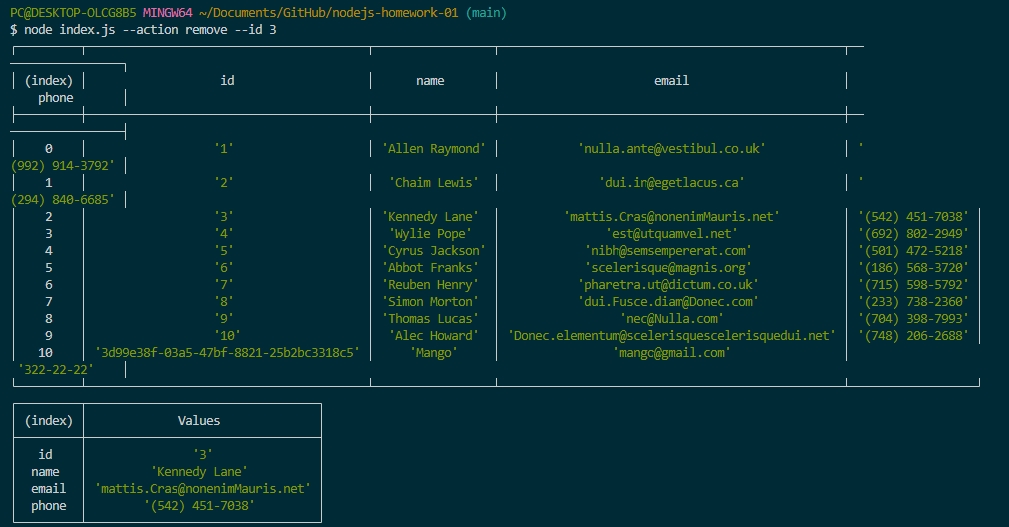 PC@DESKTOP-OLCG8B5 MINGW64 ~/Documents/GitHub/nodejs-homework-01 (main)
$ node index.js --action remove --id 3
(index) id name email
phone
0 '1' 'Allen Raymond' 'nulla.ante@vestibul.co.uk' '
(992) 914-3792'
1 '2' 'Chaim Lewis' 'dui.in@egetlacus.ca' '
(294) 840-6685'
2 '3' 'Kennedy Lane' 'mattis.Cras@nonenimMauris.net' '(542) 451-7038'
3 '4' 'Wylie Pope' 'est@utquamvel.net' '(692) 802-2949'
4 '5' 'Cyrus Jackson' 'nibh@semsempererat.com' '(501) 472-5218'
5 '6' 'Abbot Franks' 'scelerisque@magnis.org' '(186) 568-3720'
6 '7' 'Reuben Henry' 'pharetra.ut@dictum.co.uk' '(715) 598-5792'
7 '8' 'Simon Morton' 'dui.Fusce.diam@Donec.com' '(233) 738-2360'
8 '9' 'Thomas Lucas' 'nec@Nulla.com' '(704) 398-7993'
9 '10' 'Alec Howard' 'Donec.elementum@scelerisquescelerisquedui.net' '(748) 206-2688'
10 '3d99e38f-03a5-47bf-8821-25b2bc3318c5' 'Mango' 'mango@gmail.com'
'322-22-22'
(index) Values
id '3'
name 'Kennedy Lane'
email 'mattis.Cras@nonenimMauris.net'
phone '(542) 451-7038'